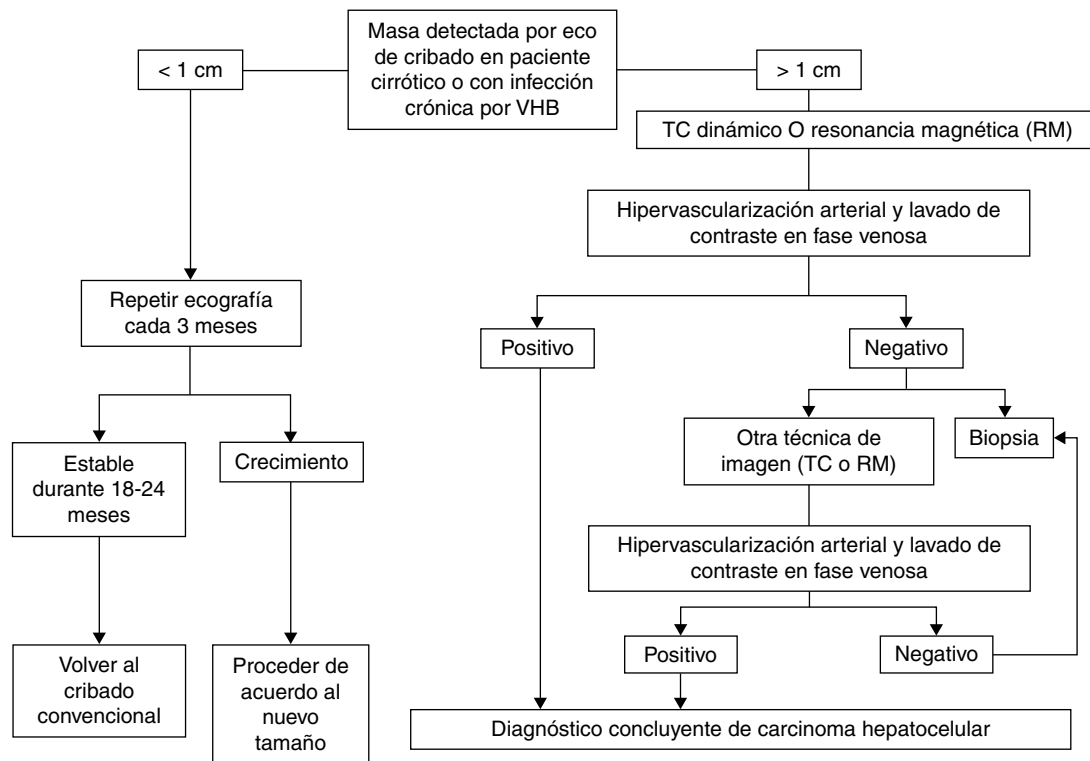 Masa detectada por eco
de cribado en paciente
cirrótico o con infección
crónica por VHB
< 1 cm
> 1 cm
TC dinámico O resonancia magnética (RM)
Hipervascularización arterial y lavado de
contraste en fase venosa
Repetir ecografía
cada 3 meses
Positivo
Negativo
Estable
durante 18-24
meses
Crecimiento
Otra técnica de
imagen (TC o RM)
Biopsia
Hipervascularización arterial y lavado de
contraste en fase venosa
Volver al
cribado
convencional
Proceder de
acuerdo al
nuevo
tamaño
Positivo
Negativo
Diagnóstico concluyente de carcinoma hepatocelular